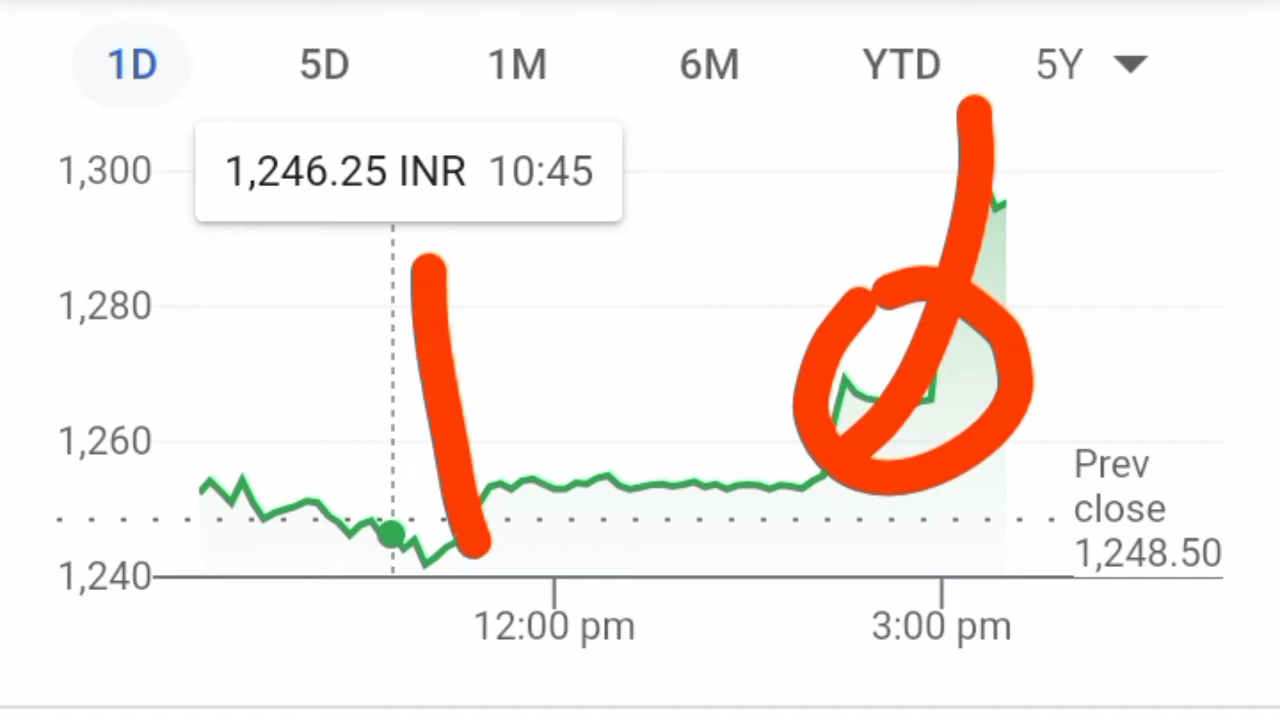 1D 5D 1M 6M YTD 5Y
1,246.25 INR 10:45
1,300
1,280
1,260
1,240
Prev
close
1,248.50
12:00 pm 3:00 pm